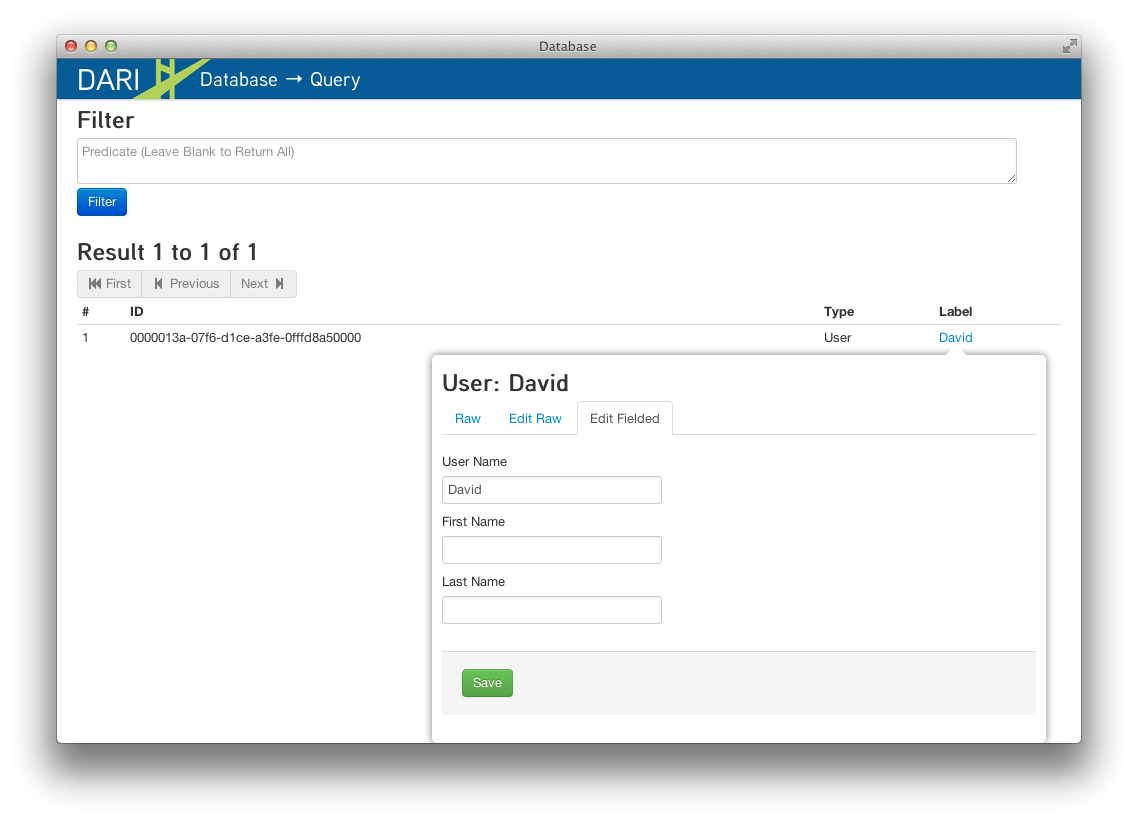 Database
DARI Database → Query
Filter
Predicate (Leave Blank to Return All)
Filter
Result 1 to 1 of 1
First Previous Next
# ID Type Label
1 0000013a-07f6-d1ce-a3fe-0fffd8a50000 User David
User: David
Raw Edit Raw Edit Fielded
User Name
David
First Name
Last Name
Save